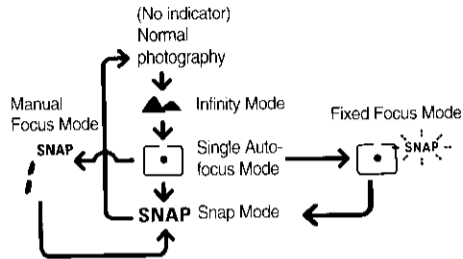 (No indicator)
Normal
photography
Infinity Mode
Manual
Focus Mode
SNAP
Single Auto-
focus Mode
Fixed Focus Mode
SNAP
SNAP Snap Mode